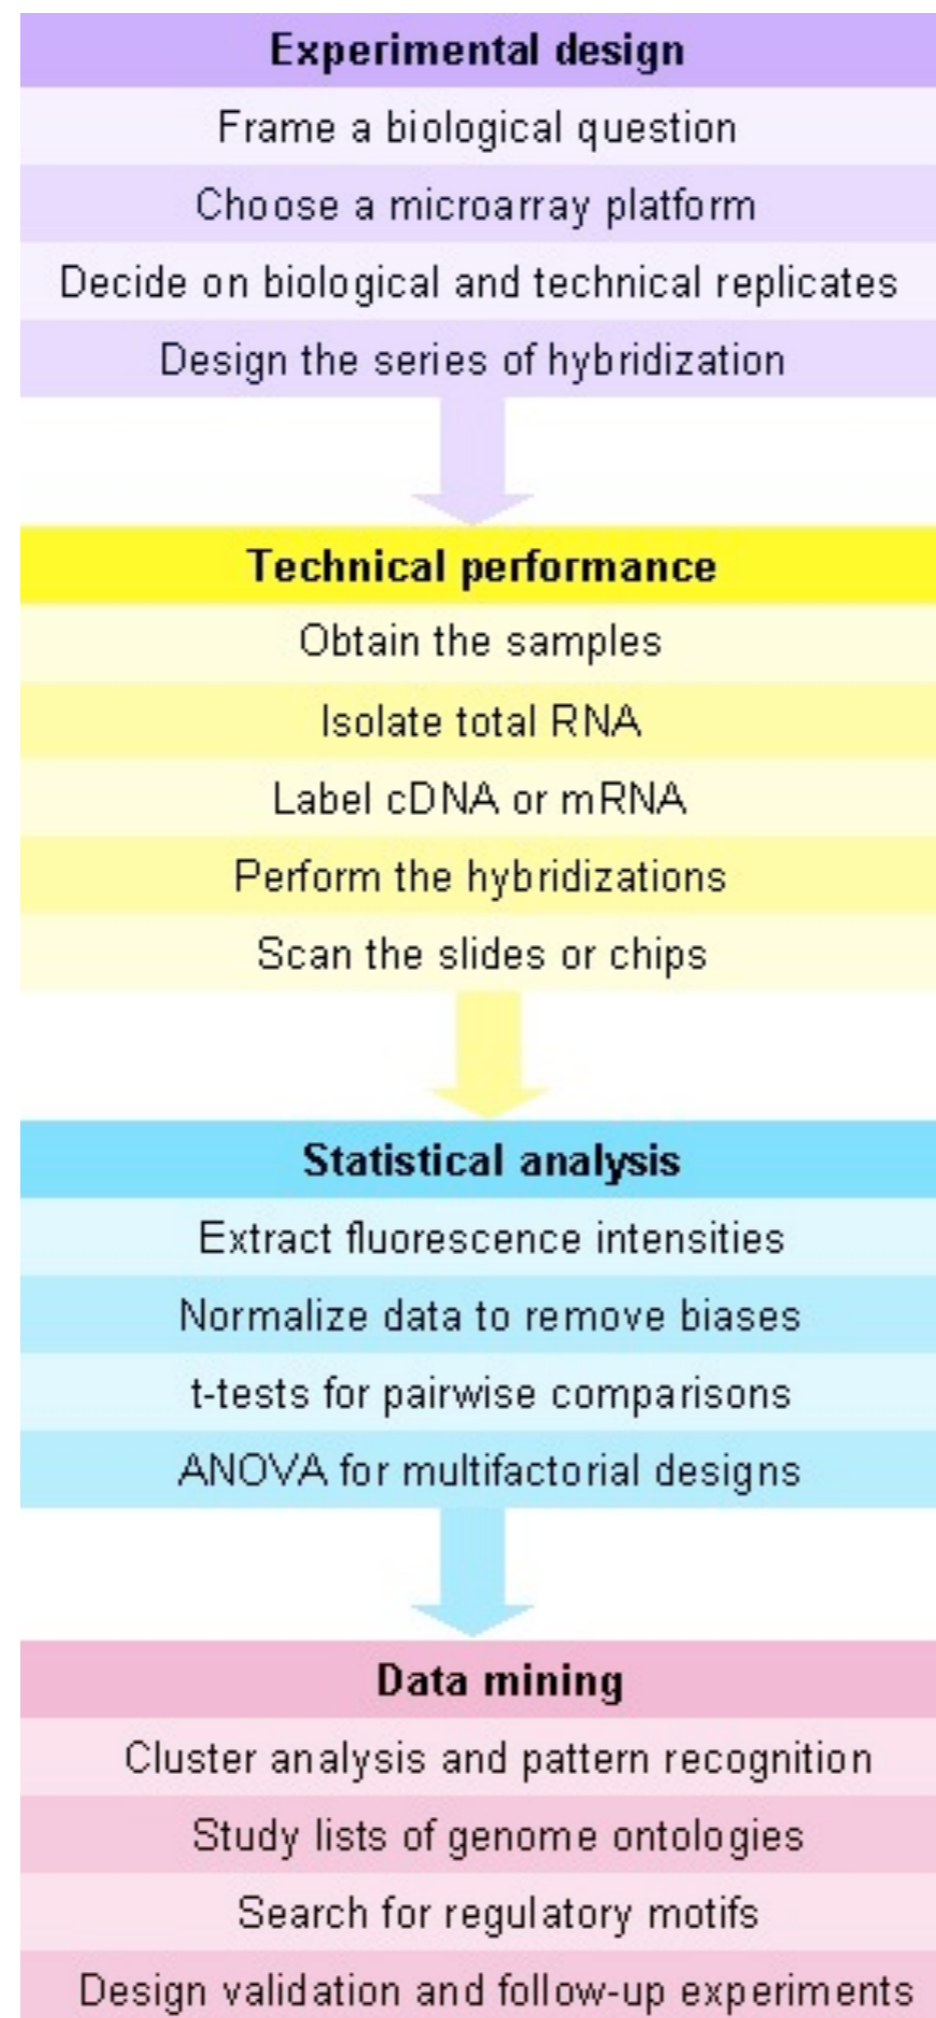 Experimental design
Frame a biological question
Choose a microarray platform
Decide on biological and technical replicates
Design the series of hybridization
Technical performance
Obtain the samples
Isolate total RNA
Label cDNA or mRNA
Perform the hybridizations
Scan the slides or chips
Statistical analysis
Extract fluorescence intensities
Normalize data to remove biases
t-tests for pairwise comparisons
ANOVA for multifactorial designs
Data mining
Cluster analysis and pattern recognition
Study lists of genome ontologies
Search for regulatory motifs
Design validation and follow-up experiments